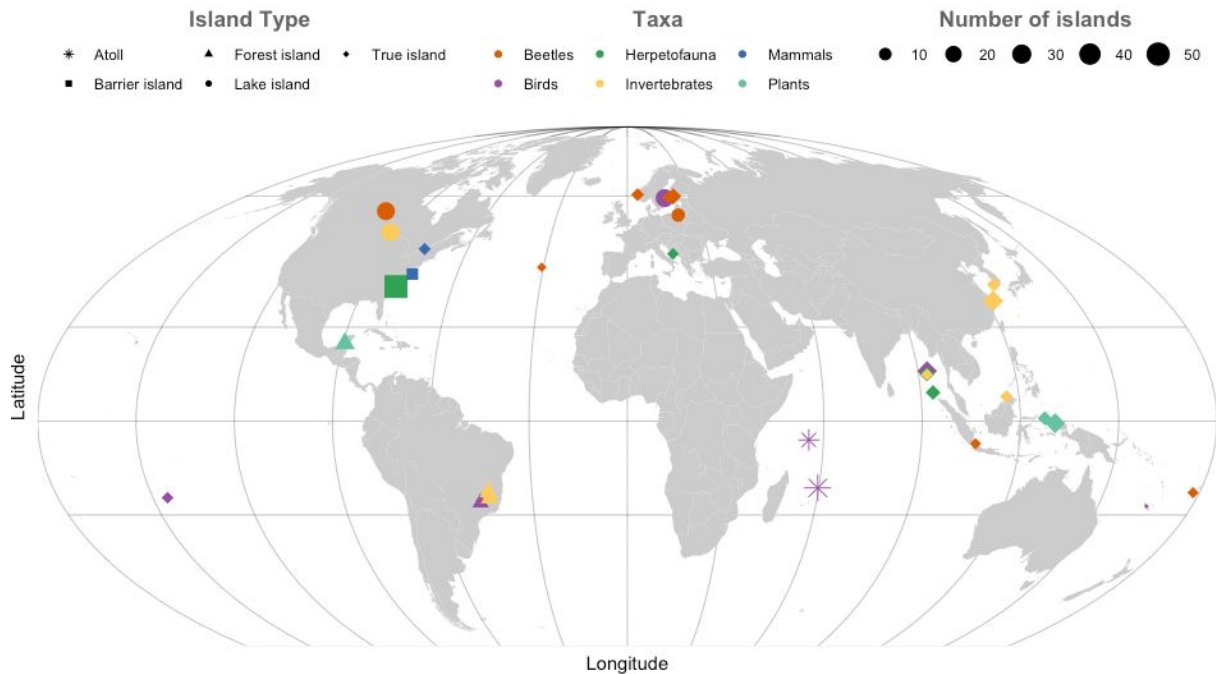 Island Type
Taxa
Number of islands
Atoll
Forest island
True island
Beetles
Herpetofauna
Mammals
10
20
30
40
50
Barrier island
Lake island
Birds
Invertebrates
Plants
Latitude
Longitude